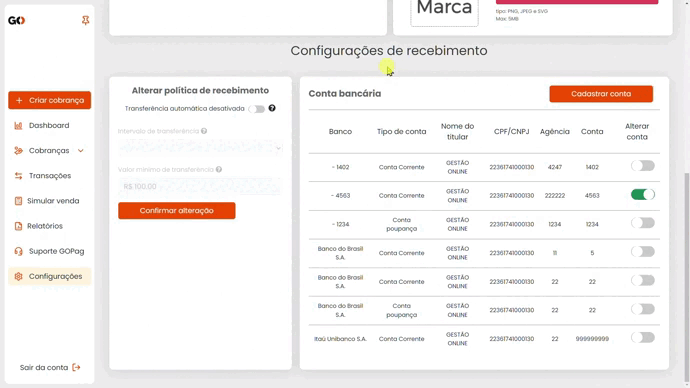 GO
Criar cobrança
Dashboard
Cobranças
Transações
Simular venda
Relatórios
Suporte GOPag
Configurações
Sair da conta
Marca
tipo: PNG, JPEG e SVG
Max: 5MB
Configurações de recebimento
Alterar política de recebimento
Transferência automática desativada
Intervalo de transferência
Valor mínimo de transferência
R$ 100,00
Confirmar alteração
Conta bancária
Cadastrar conta
Banco Tipo de conta Nome do titular CPF/CNPJ Agência Conta Alterar conta
- 1402 Conta Corrente GESTÃO ONLINE 22361741000130 4247 1402
- 4563 Conta Corrente GESTÃO ONLINE 22361741000130 222222 4563
- 1234 Conta poupança GESTÃO ONLINE 22361741000130 1234 1234
Banco do Brasil S.A. Conta Corrente GESTÃO ONLINE 22361741000130 11 5
Banco do Brasil S.A. Conta Corrente GESTÃO ONLINE 22361741000130 22 22
Banco do Brasil S.A. Conta poupança GESTÃO ONLINE 22361741000130 22 22
Itaú Unibanco S.A. Conta Corrente GESTÃO ONLINE 22361741000130 22 999999999